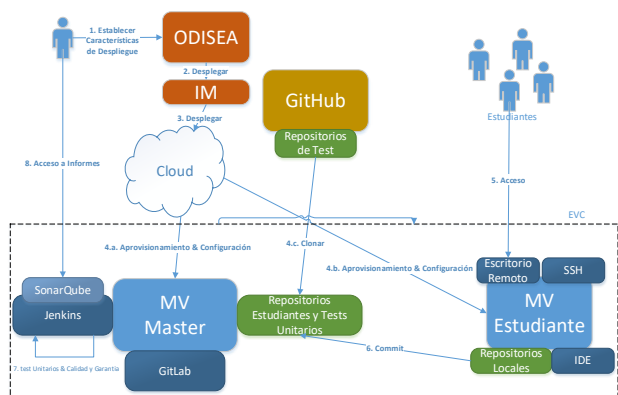 1. Establecer
Características
de Despliegue
ODISEA
2. Desplegar
IM
3. Desplegar
GitHub
Repositorios
de Test
Estudiantes
8. Acceso a Informes
Cloud
5. Acceso
EVC
4.a. Aprovisionamiento & Configuración
4.c. Clonar
4.b. Aprovisionamiento & Configuración
Escritorio
Remoto
SSH
SonarQube
Jenkins
MV
Master
Repositorios
Estudiantes y Tests
Unitarios
MV
Estudiante
6. Commit
Repositorios
Locales
IDE
GitLab
7. test Unitarios & Calidad y Garantía